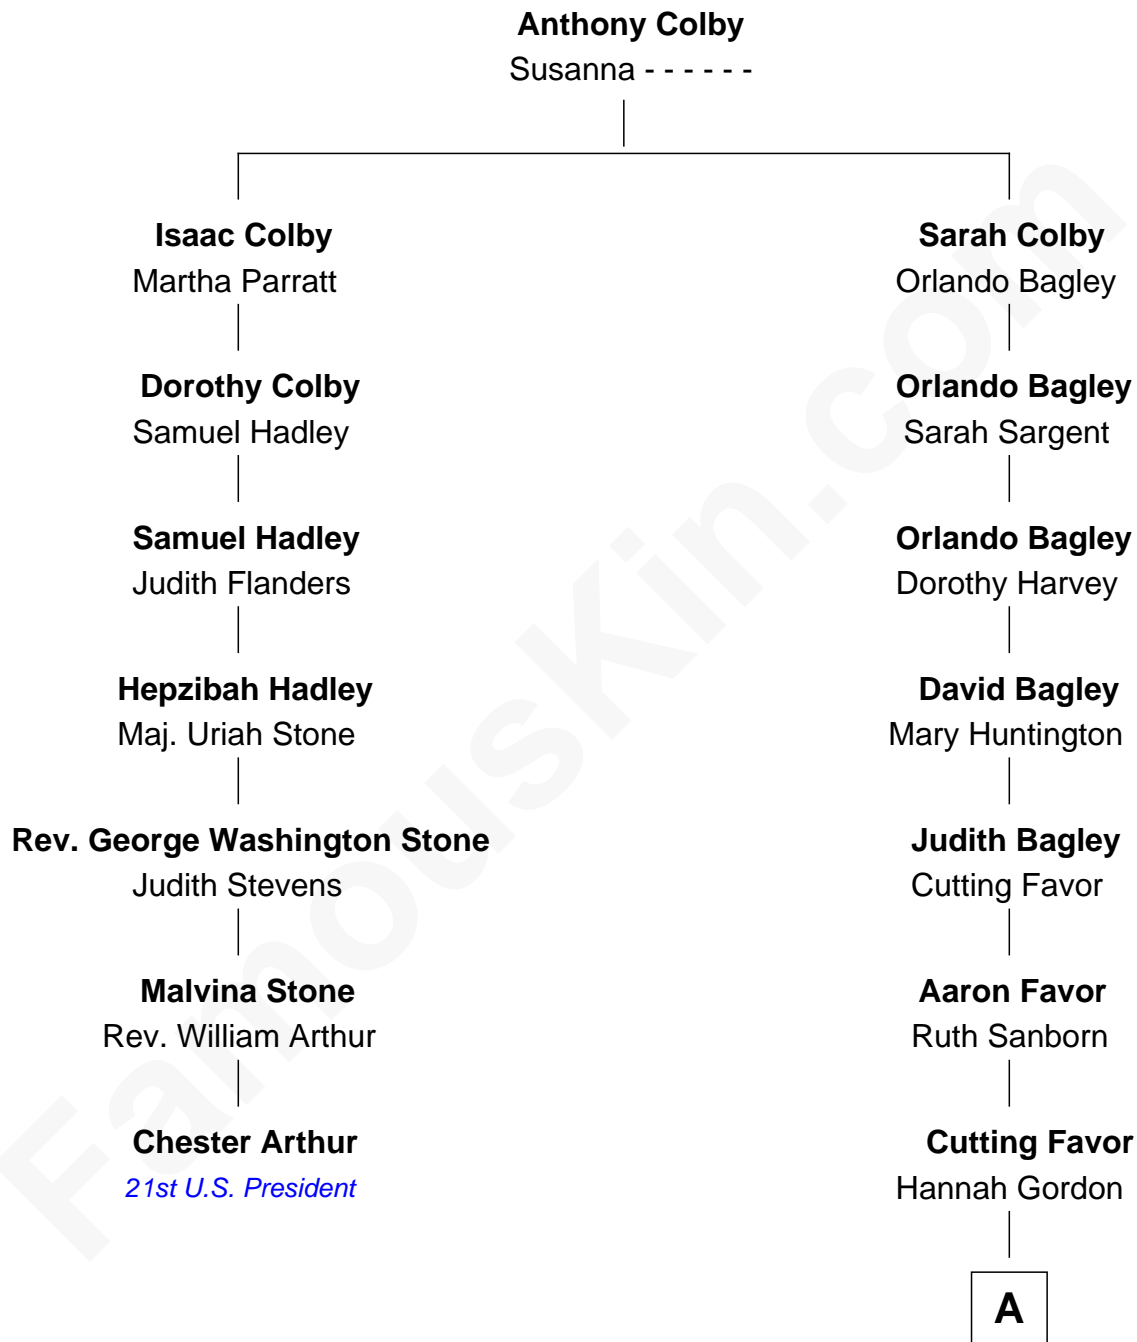 Anthony Colby
Susanna - - - - - -
Isaac Colby
Martha Parratt
Sarah Colby
Orlando Bagley
Dorothy Colby
Samuel Hadley
Orlando Bagley
Sarah Sargent
Samuel Hadley
Judith Flanders
Orlando Bagley
Dorothy Harvey
Hepzibah Hadley
Maj. Uriah Stone
David Bagley
Mary Huntington
Rev. George Washington Stone
Judith Stevens
Judith Bagley
Cutting Favor
Malvina Stone
Rev. William Arthur
Aaron Favor
Ruth Sanborn
Chester Arthur
21st U.S. President
Cutting Favor
Hannah Gordon
A
FamousKin.com